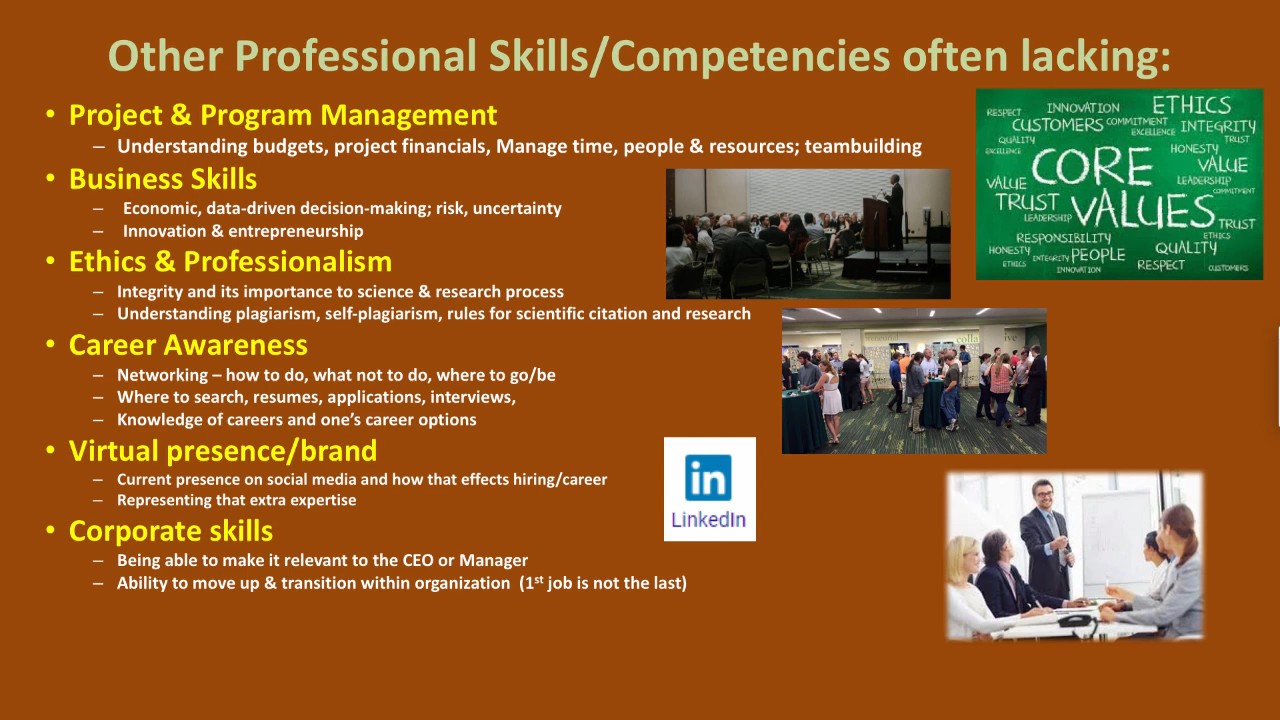 Other Professional Skills/Competencies often lacking:
• Project & Program Management
– Understanding budgets, project financials, Manage time, people & resources; teambuilding
• Business Skills
– Economic, data-driven decision-making; risk, uncertainty
– Innovation & entrepreneurship
• Ethics & Professionalism
– Integrity and its importance to science & research process
– Understanding plagiarism, self-plagiarism, rules for scientific citation and research
• Career Awareness
– Networking – how to do, what not to do, where to go/be
– Where to search, resumes, applications, interviews,
– Knowledge of careers and one's career options
• Virtual presence/brand
– Current presence on social media and how that effects hiring/career
– Representing that extra expertise
• Corporate skills
– Being able to make it relevant to the CEO or Manager
– Ability to move up & transition within organization (1st job is not the last)
RESPECT INNOVATION ETHICS
CUSTOMERS COMMITMENT INTEGRITY
QUALITY EXCELLENCE TRUST
EXCELLENCE CORE HONESTY VALUE
VALUE LEADERSHIP
TRUST COMMITMENT
LEADERSHIP VALUES TRUST
RESPONSIBILITY ETHICS
HONESTY INTEGRITY PEOPLE QUALITY
ETHICS INNOVATION RESPECT CUSTOMERS
colla ive
in
LinkedIn